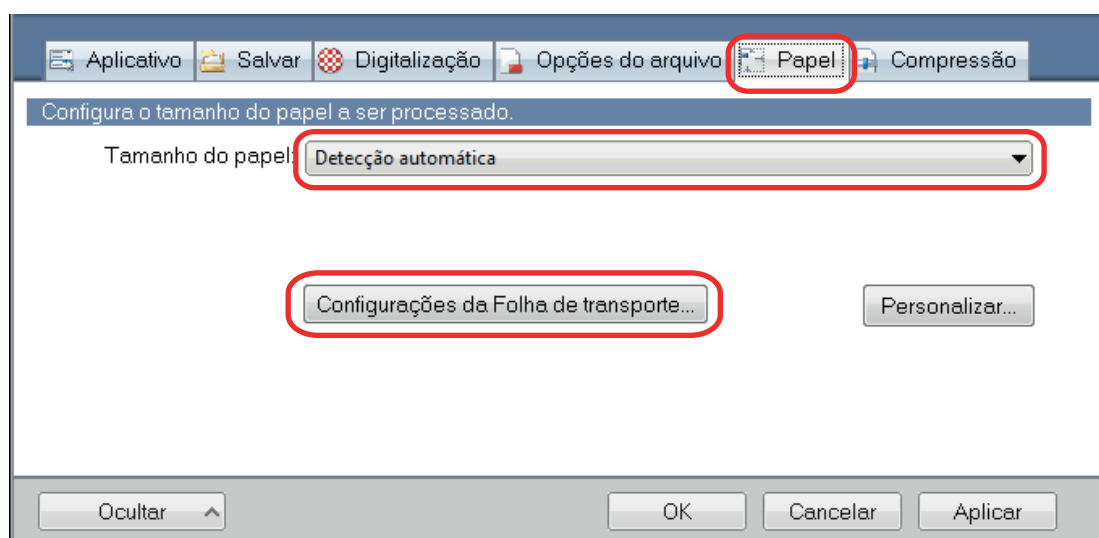 Aplicativo Salvar Digitalização Opções do arquivo Papel Compressão
Configura o tamanho do papel a ser processado.
Tamanho do papel: Detecção automática
Configurações da Folha de transporte... Personalizar...
Ocultar OK Cancelar Aplicar